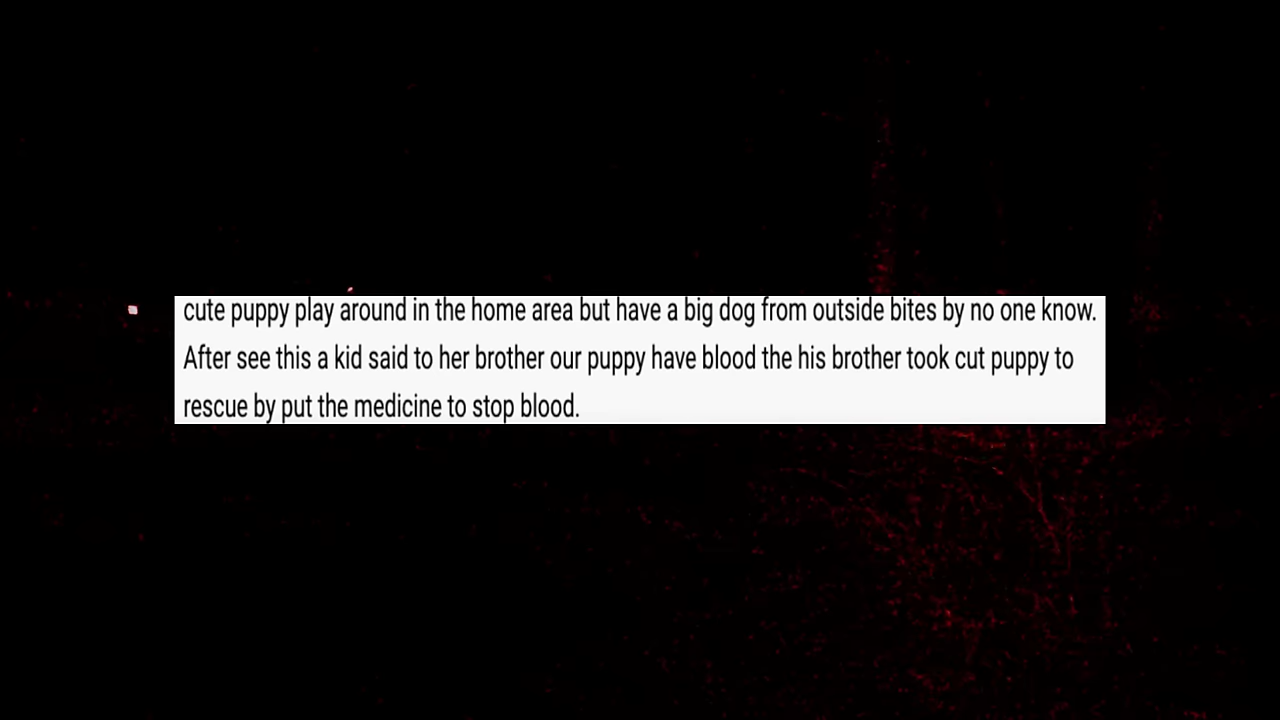 cute puppy play around in the home area but have a big dog from outside bites by no one know.
After see this a kid said to her brother our puppy have blood the his brother took cut puppy to
rescue by put the medicine to stop blood.